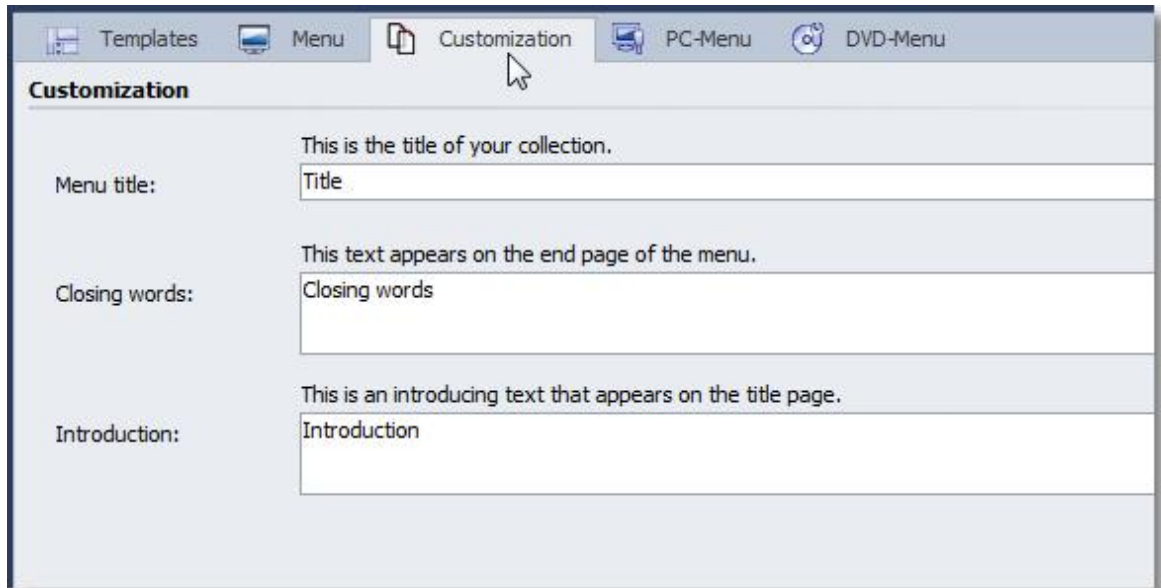 Templates Menu Customization PC-Menu DVD-Menu
Customization
This is the title of your collection.
Menu title: Title
This text appears on the end page of the menu.
Closing words: Closing words
This is an introducing text that appears on the title page.
Introduction: Introduction